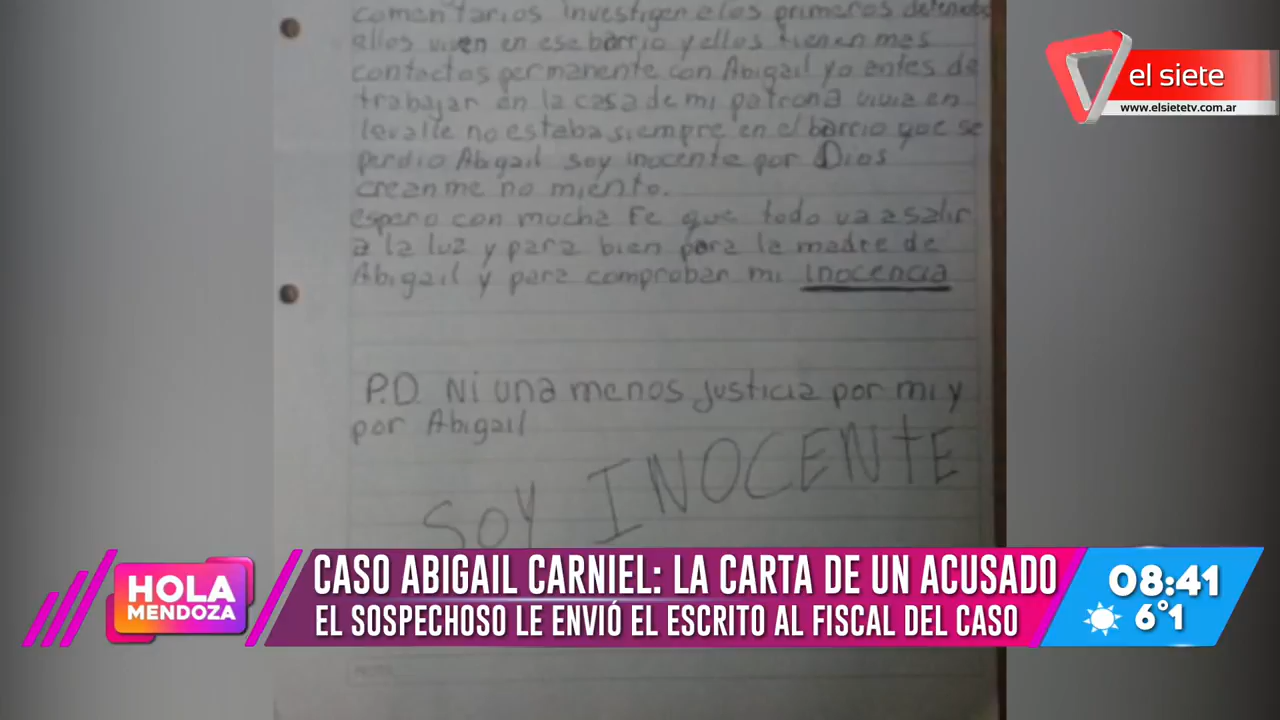 comentarios investigen a los primeros detenidos
ellos viven en ese barrio y ellos tienen mas
contactos permanente con Abigail yo antes de
trabajar en la casa de mi patrona vivia en
levalle no estaba siempre en el barrio que se
perdio Abigail soy inocente por Dios
creanme no miento.
espero con mucha Fe que todo va a salir
a la luz y para bien para la madre de
Abigail y para comprobar mi inocencia
P.D. Ni una menos justicia por mi y
por Abigail
SOY INOCENTE
el siete
www.elsietetv.com.ar
HOLA
MENDOZA
CASO ABIGAIL CARNIEL: LA CARTA DE UN ACUSADO
EL SOSPECHOSO LE ENVIÓ EL ESCRITO AL FISCAL DEL CASO
08:41
6°1